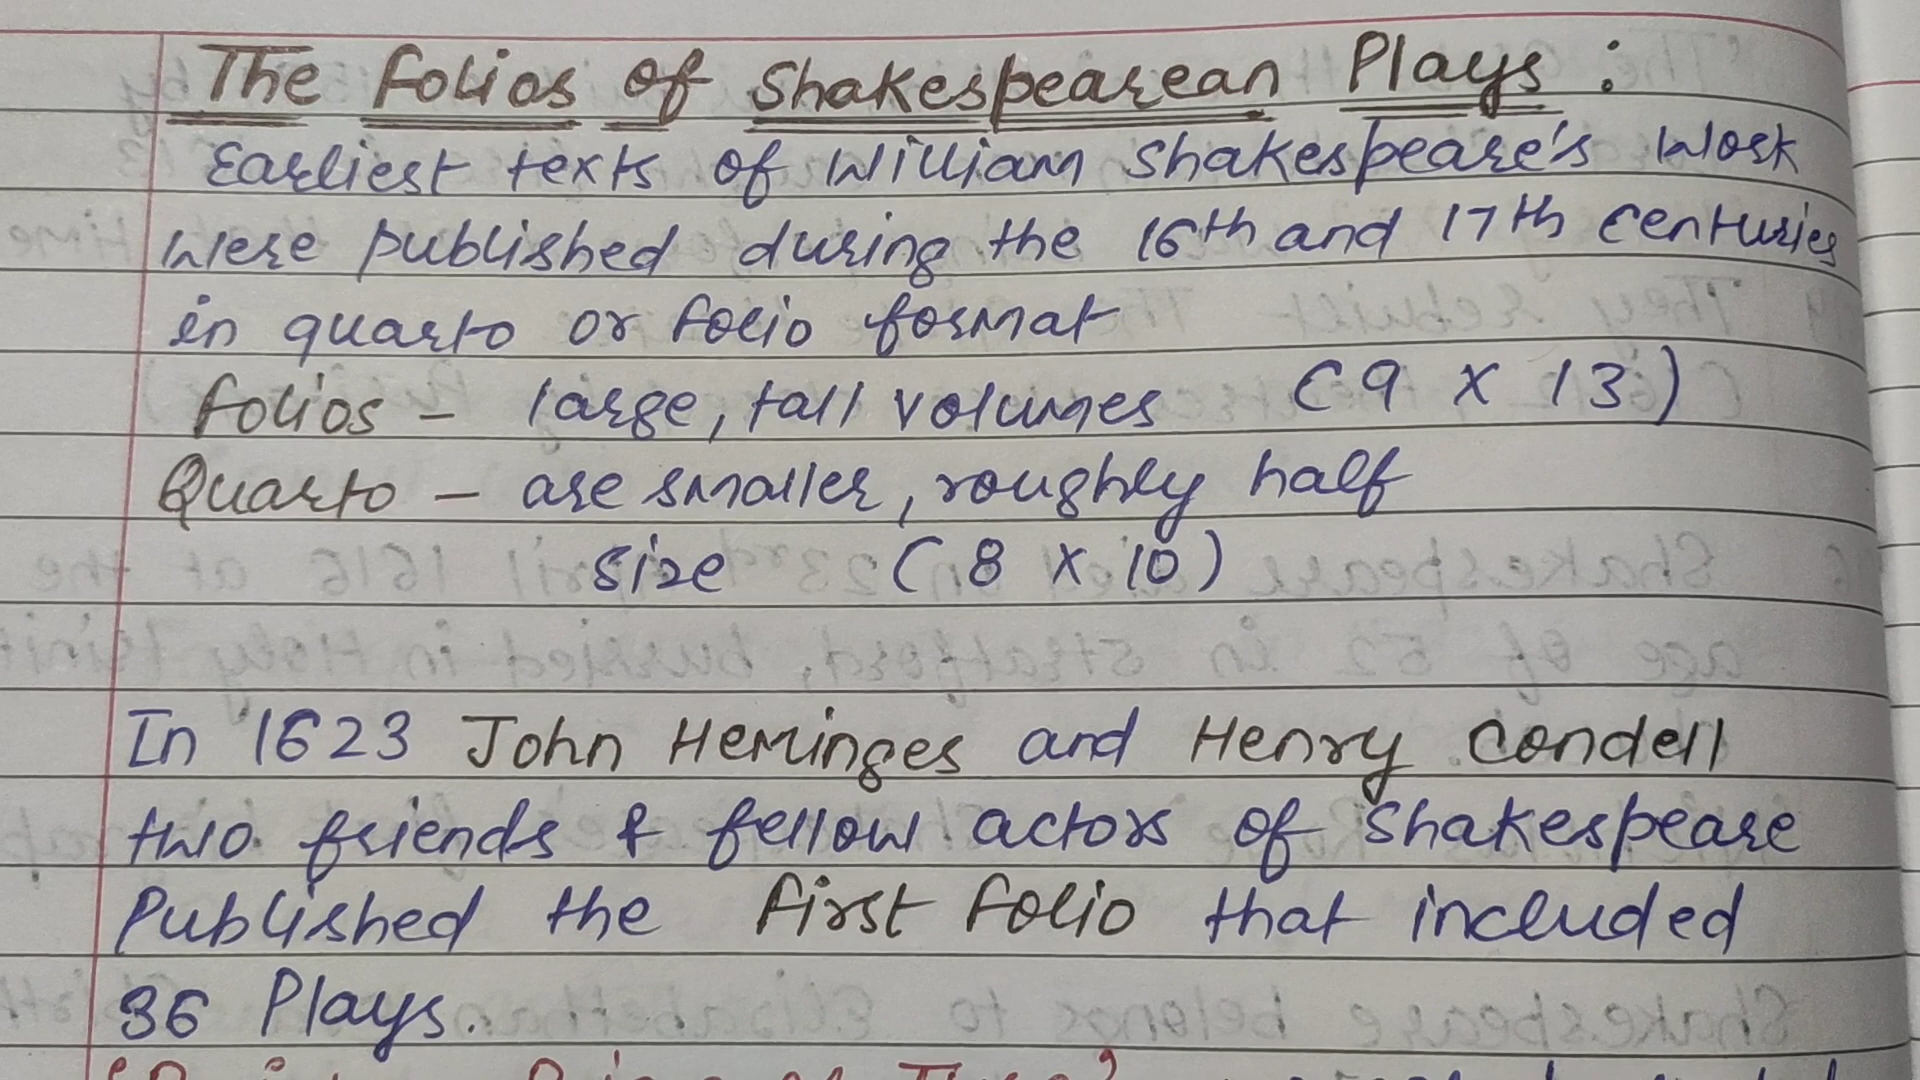 The Folios of Shakespearean Plays :
Earliest texts of William Shakespeare's work
were published during the 16th and 17th centuries
in quarto or folio format
Folios – large, tall volumes (9 x 13)
Quarto – are smaller, roughly half
size (8 x 10)
In 1623 John Heminges and Henry Condell
two friends & fellow actors of Shakespeare
Published the First Folio that included
36 Plays.